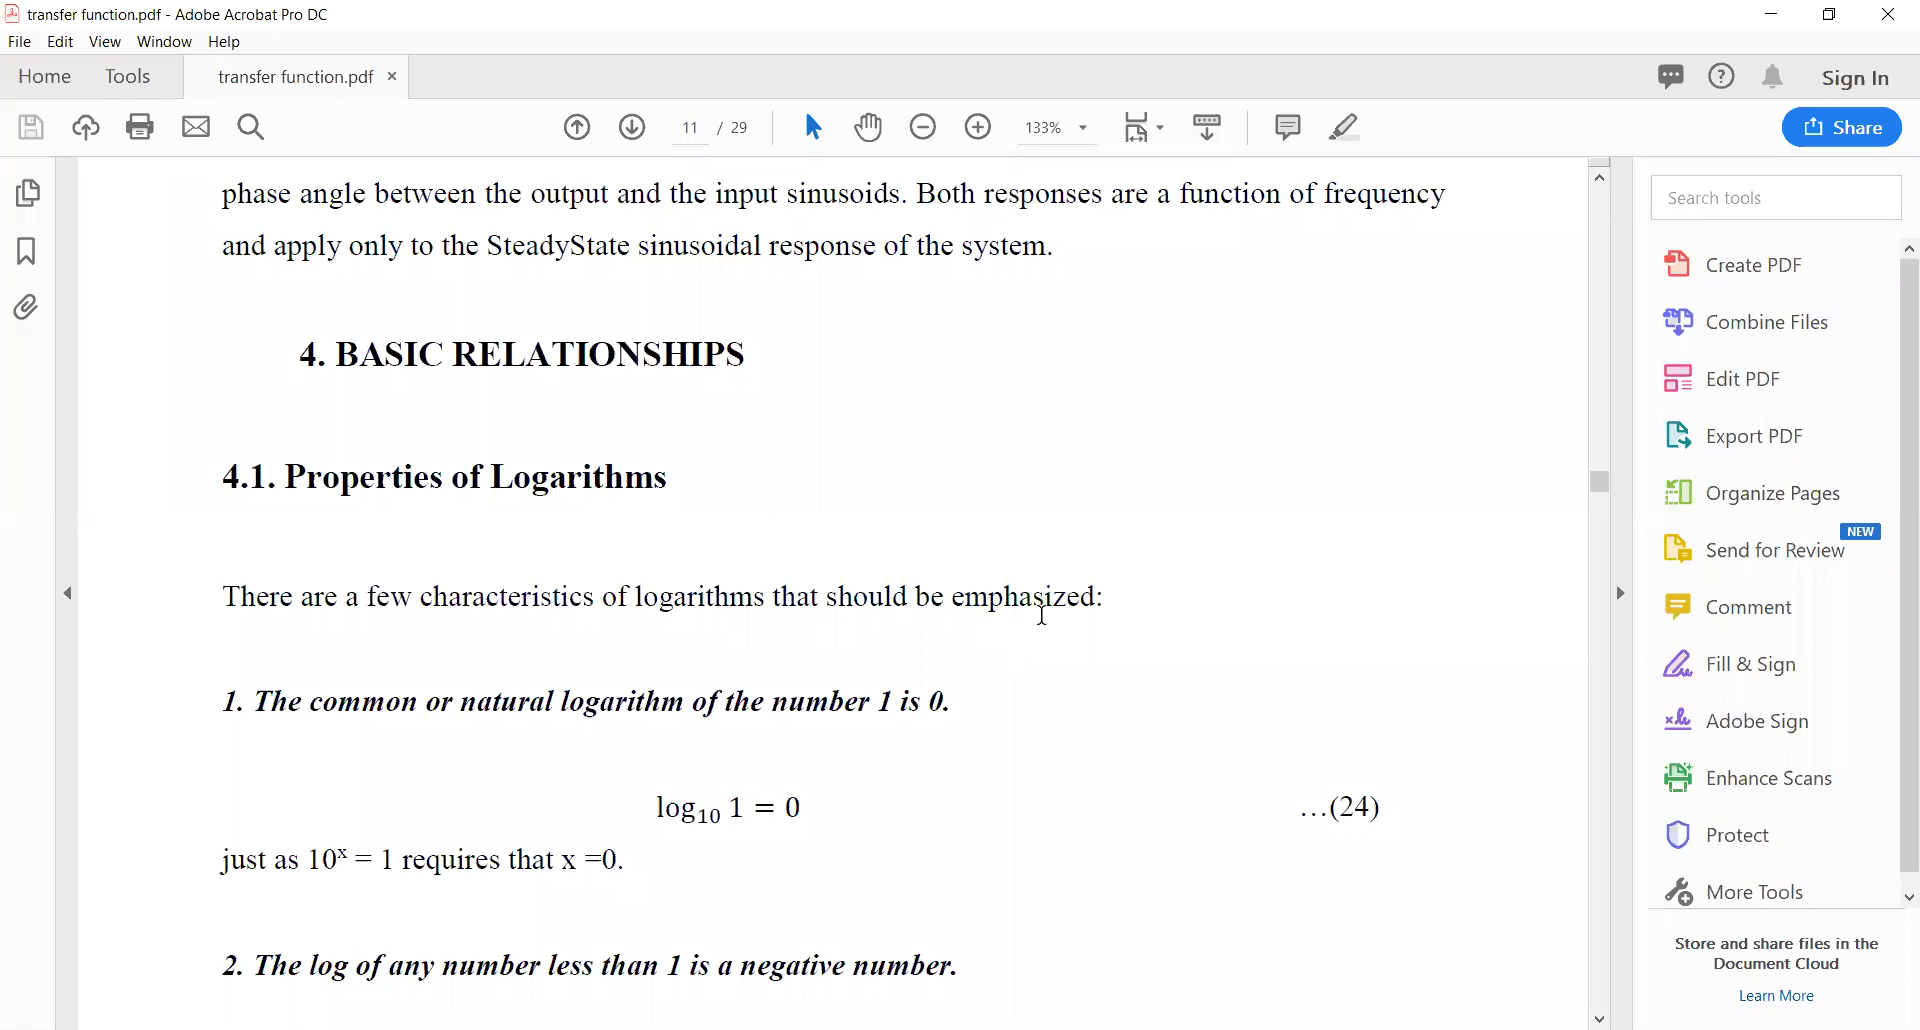 transfer function.pdf - Adobe Acrobat Pro DC
File Edit View Window Help
Home Tools transfer function.pdf ×
Sign In
11 / 29 133%
Share
phase angle between the output and the input sinusoids. Both responses are a function of frequency
and apply only to the SteadyState sinusoidal response of the system.
4. BASIC RELATIONSHIPS
4.1. Properties of Logarithms
There are a few characteristics of logarithms that should be emphasized:
1. The common or natural logarithm of the number 1 is 0.
log₁₀ 1 = 0 …(24)
just as 10ˣ = 1 requires that x =0.
2. The log of any number less than 1 is a negative number.
Search tools
Create PDF
Combine Files
Edit PDF
Export PDF
Organize Pages
NEW
Send for Review
Comment
Fill & Sign
Adobe Sign
Enhance Scans
Protect
More Tools
Store and share files in the
Document Cloud
Learn More